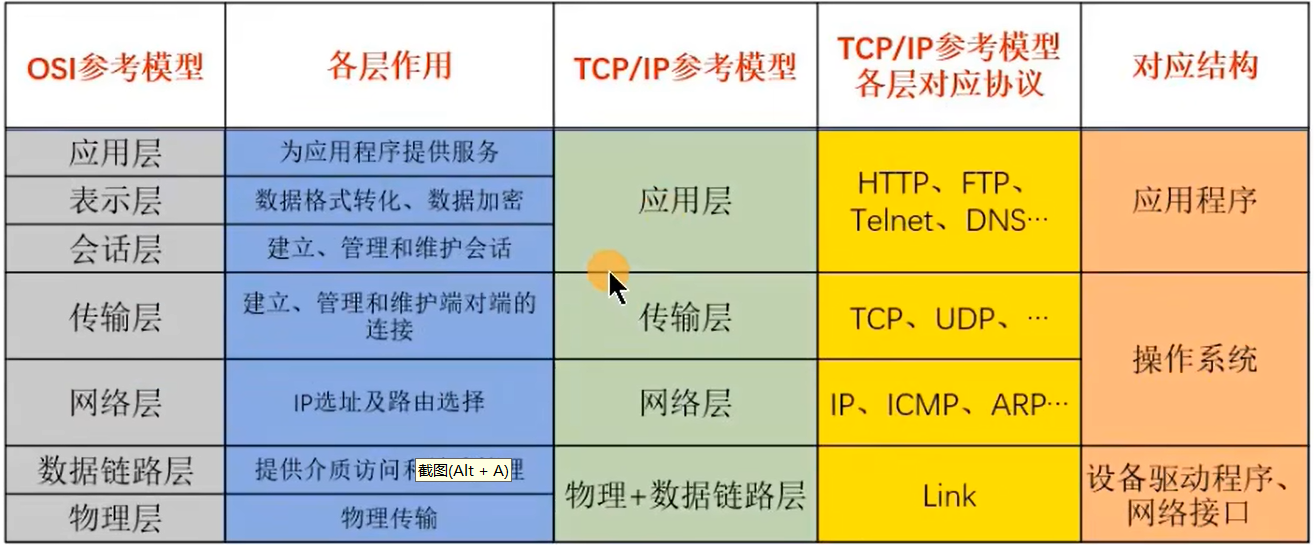 OSI参考模型
各层作用
TCP/IP参考模型
TCP/IP参考模型
各层对应协议
对应结构
应用层
为应用程序提供服务
应用层
HTTP、FTP、
Telnet、DNS…
应用程序
表示层
数据格式转化、数据加密
会话层
建立、管理和维护会话
传输层
建立、管理和维护端对端的
连接
传输层
TCP、UDP、…
操作系统
网络层
IP选址及路由选择
网络层
IP、ICMP、ARP…
数据链路层
提供介质访问
截图(Alt + A)
理
物理+数据链路层
Link
设备驱动程序、
网络接口
物理层
物理传输